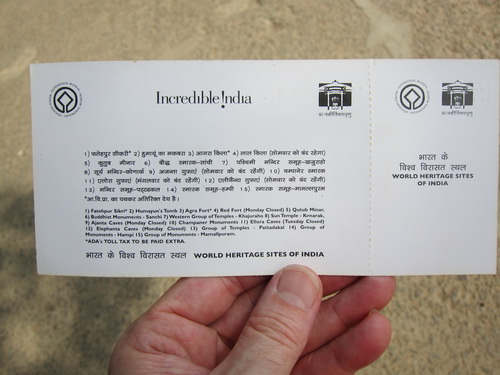 Incredible !ndia
1) फतेहपुर सीकरी* 2) हुमायूं का मकबरा 3) आगरा किला* 4) लाल किला (सोमवार को बंद रहेगा)
5) कुतुब मीनार 6) बौद्ध स्मारक-सांची 7) पश्चिमी मन्दिर समूह-खजुराहो
8) सूर्य मन्दिर-कोणार्क 9) अजन्ता गुफाएं (सोमवार को बंद रहेंगी) 10) चम्पानेर स्मारक
11) एलोरा गुफाएं (मंगलवार को बंद रहेंगी) 12) एलीफैन्टा गुफाएं (सोमवार को बंद रहेंगी)
13) मन्दिर समूह-पट्टाडकल 14) स्मारक समूह-हम्पी 15) स्मारक समूह-मामल्लपुरम
*आ.वि.प्रा. का पथकर अतिरिक्त देय है।
1) Fatehpur Sikri* 2) Humayun's Tomb 3) Agra Fort* 4) Red Fort (Monday Closed) 5) Qutub Minar,
6) Buddhist Monuments - Sanchi 7) Western Group of Temples - Khajuraho 8) Sun Temple - Konarak,
9) Ajanta Caves (Monday Closed) 10) Champaner Monuments 11) Ellora Caves (Tuesday Closed)
12) Elephanta Caves (Monday Closed) 13) Group of Temples - Pattadakal 14) Group of
Monuments - Hampi 15) Group of Monuments - Mamallapuram.
*ADA's TOLL TAX TO BE PAID EXTRA.
भारत के विश्व विरासत स्थल WORLD HERITAGE SITES OF INDIA
भारत के
विश्व विरासत स्थल
WORLD HERITAGE SITES
OF INDIA